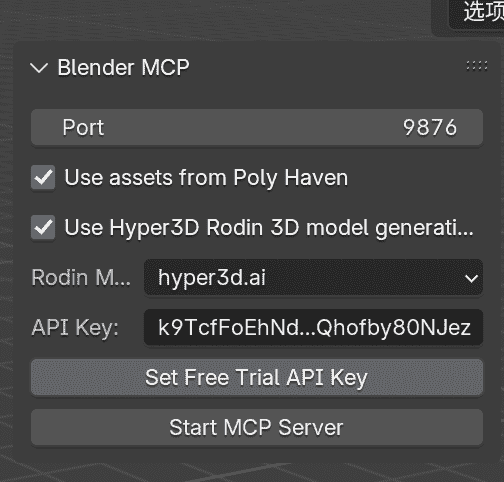 选项
Blender MCP
Port 9876
Use assets from Poly Haven
Use Hyper3D Rodin 3D model generati...
Rodin M... hyper3d.ai
API Key: k9TcfFoEhNd...Qhofby80NJez
Set Free Trial API Key
Start MCP Server